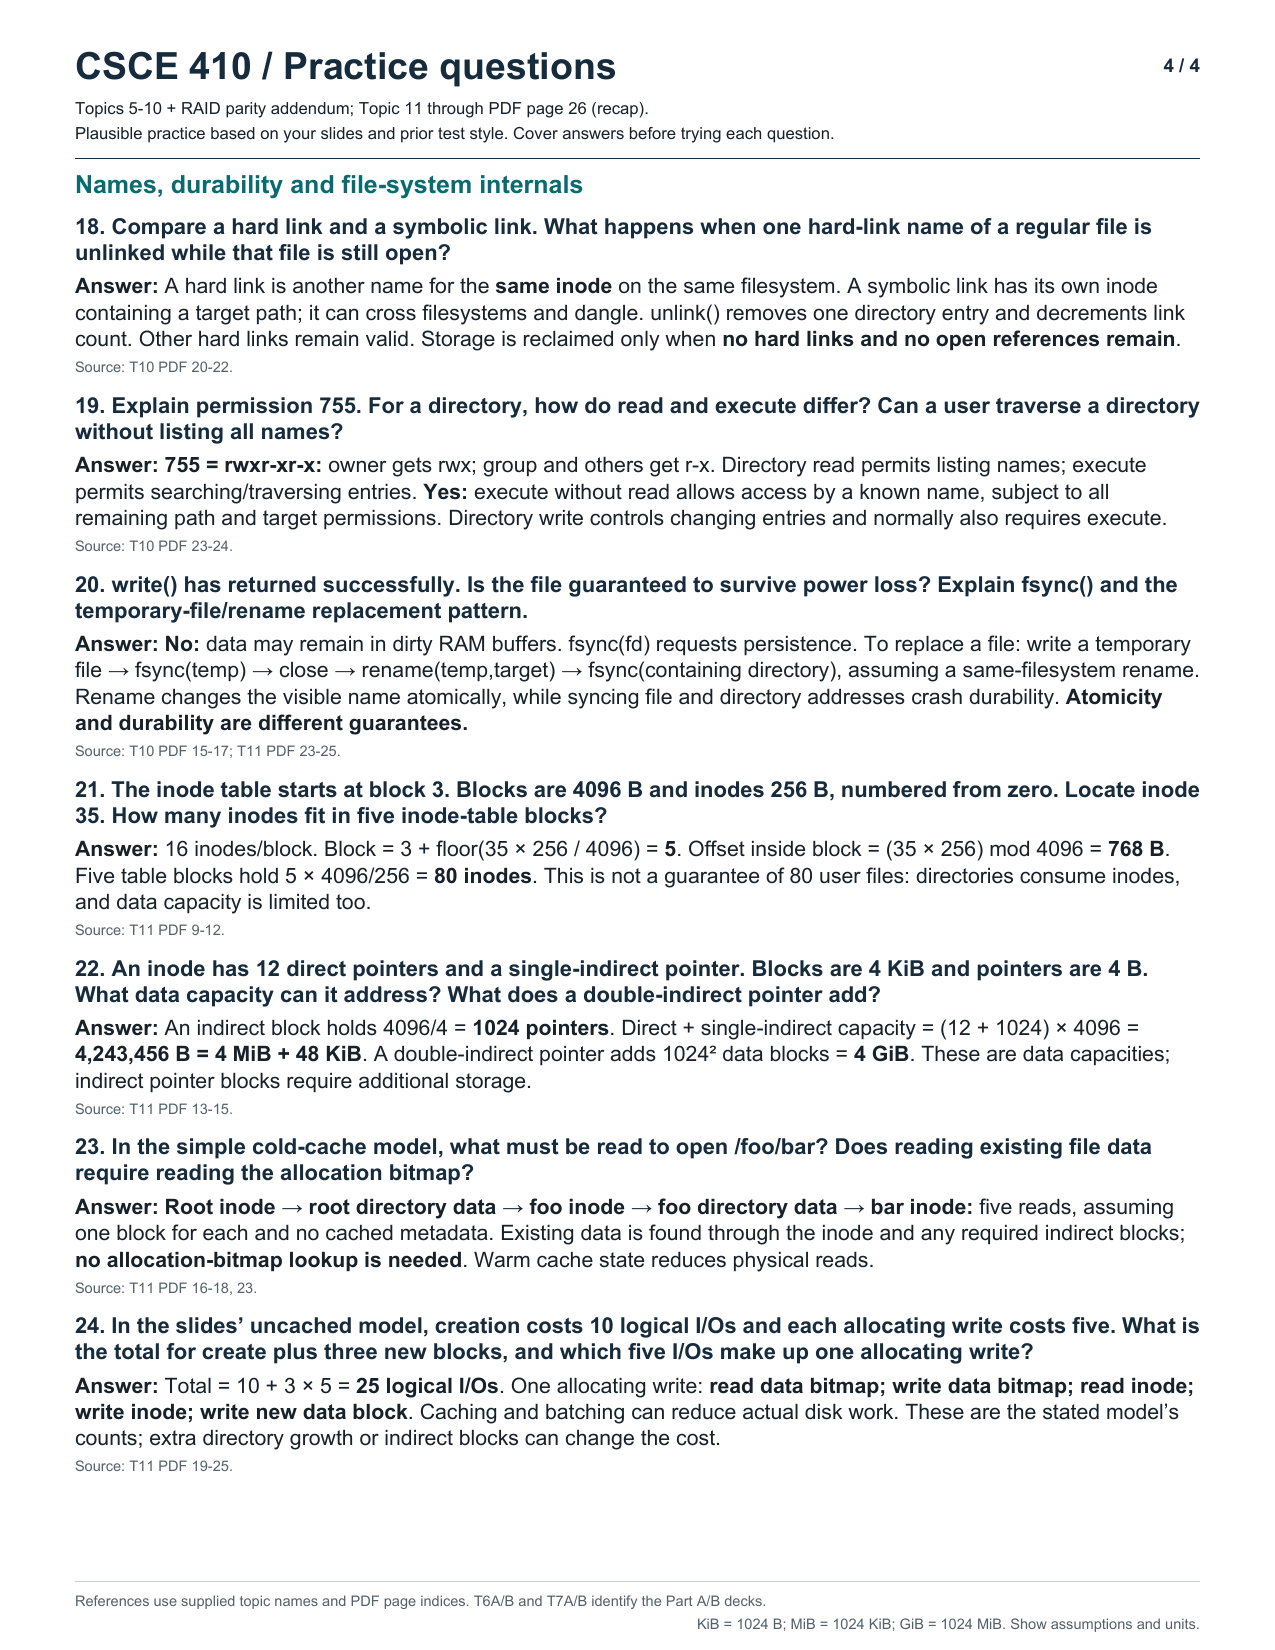 CSCE 410 / Practice questions
4 / 4
Topics 5-10 + RAID parity addendum; Topic 11 through PDF page 26 (recap).
Plausible practice based on your slides and prior test style. Cover answers before trying each question.
Names, durability and file-system internals
18. Compare a hard link and a symbolic link. What happens when one hard-link name of a regular file is
unlinked while that file is still open?
Answer: A hard link is another name for the same inode on the same filesystem. A symbolic link has its own inode
containing a target path; it can cross filesystems and dangle. unlink() removes one directory entry and decrements link
count. Other hard links remain valid. Storage is reclaimed only when no hard links and no open references remain.
Source: T10 PDF 20-22.
19. Explain permission 755. For a directory, how do read and execute differ? Can a user traverse a directory
without listing all names?
Answer: 755 = rwxr-xr-x: owner gets rwx; group and others get r-x. Directory read permits listing names; execute
permits searching/traversing entries. Yes: execute without read allows access by a known name, subject to all
remaining path and target permissions. Directory write controls changing entries and normally also requires execute.
Source: T10 PDF 23-24.
20. write() has returned successfully. Is the file guaranteed to survive power loss? Explain fsync() and the
temporary-file/rename replacement pattern.
Answer: No: data may remain in dirty RAM buffers. fsync(fd) requests persistence. To replace a file: write a temporary
file → fsync(temp) → close → rename(temp,target) → fsync(containing directory), assuming a same-filesystem rename.
Rename changes the visible name atomically, while syncing file and directory addresses crash durability. Atomicity
and durability are different guarantees.
Source: T10 PDF 15-17; T11 PDF 23-25.
21. The inode table starts at block 3. Blocks are 4096 B and inodes 256 B, numbered from zero. Locate inode
35. How many inodes fit in five inode-table blocks?
Answer: 16 inodes/block. Block = 3 + floor(35 × 256 / 4096) = 5. Offset inside block = (35 × 256) mod 4096 = 768 B.
Five table blocks hold 5 × 4096/256 = 80 inodes. This is not a guarantee of 80 user files: directories consume inodes,
and data capacity is limited too.
Source: T11 PDF 9-12.
22. An inode has 12 direct pointers and a single-indirect pointer. Blocks are 4 KiB and pointers are 4 B.
What data capacity can it address? What does a double-indirect pointer add?
Answer: An indirect block holds 4096/4 = 1024 pointers. Direct + single-indirect capacity = (12 + 1024) × 4096 =
4,243,456 B = 4 MiB + 48 KiB. A double-indirect pointer adds 1024² data blocks = 4 GiB. These are data capacities;
indirect pointer blocks require additional storage.
Source: T11 PDF 13-15.
23. In the simple cold-cache model, what must be read to open /foo/bar? Does reading existing file data
require reading the allocation bitmap?
Answer: Root inode → root directory data → foo inode → foo directory data → bar inode: five reads, assuming
one block for each and no cached metadata. Existing data is found through the inode and any required indirect blocks;
no allocation-bitmap lookup is needed. Warm cache state reduces physical reads.
Source: T11 PDF 16-18, 23.
24. In the slides’ uncached model, creation costs 10 logical I/Os and each allocating write costs five. What is
the total for create plus three new blocks, and which five I/Os make up one allocating write?
Answer: Total = 10 + 3 × 5 = 25 logical I/Os. One allocating write: read data bitmap; write data bitmap; read inode;
write inode; write new data block. Caching and batching can reduce actual disk work. These are the stated model’s
counts; extra directory growth or indirect blocks can change the cost.
Source: T11 PDF 19-25.
References use supplied topic names and PDF page indices. T6A/B and T7A/B identify the Part A/B decks.
KiB = 1024 B; MiB = 1024 KiB; GiB = 1024 MiB. Show assumptions and units.